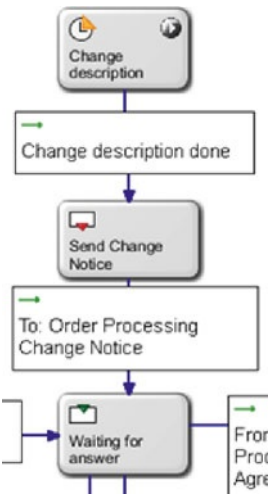 Change
description
Change description done
Send Change
Notice
To: Order Processing
Change Notice
Waiting for
answer